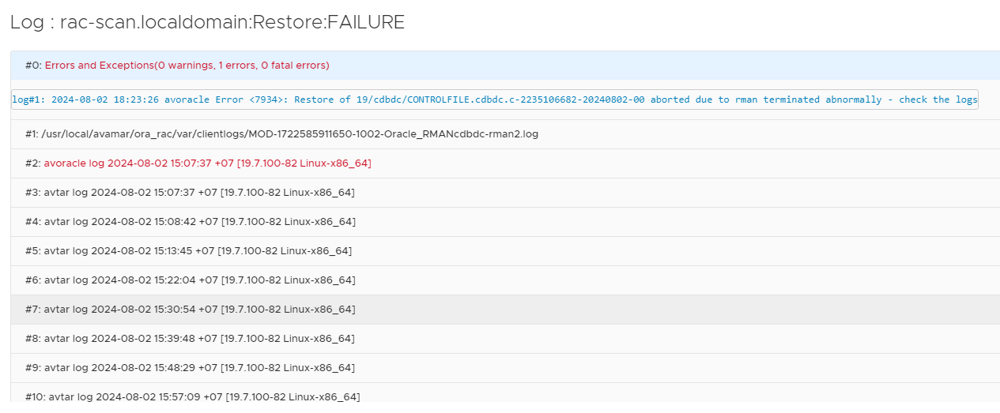 Log : rac-scan.localdomain:Restore:FAILURE
#0: Errors and Exceptions(0 warnings, 1 errors, 0 fatal errors)
log#1: 2024-08-02 18:23:26 avoracle Error <7934>: Restore of 19/cdbdc/CONTROLFILE.cdbdc.c-2235106682-20240802-00 aborted due to rman terminated abnormally - check the logs
#1: /usr/local/avamar/ora_rac/var/clientlogs/MOD-1722585911650-1002-Oracle_RMANcdbdc-rman2.log
#2: avoracle log 2024-08-02 15:07:37 +07 [19.7.100-82 Linux-x86_64]
#3: avtar log 2024-08-02 15:07:37 +07 [19.7.100-82 Linux-x86_64]
#4: avtar log 2024-08-02 15:08:42 +07 [19.7.100-82 Linux-x86_64]
#5: avtar log 2024-08-02 15:13:45 +07 [19.7.100-82 Linux-x86_64]
#6: avtar log 2024-08-02 15:22:04 +07 [19.7.100-82 Linux-x86_64]
#7: avtar log 2024-08-02 15:30:54 +07 [19.7.100-82 Linux-x86_64]
#8: avtar log 2024-08-02 15:39:48 +07 [19.7.100-82 Linux-x86_64]
#9: avtar log 2024-08-02 15:48:29 +07 [19.7.100-82 Linux-x86_64]
#10: avtar log 2024-08-02 15:57:09 +07 [19.7.100-82 Linux-x86_64]